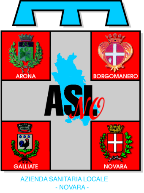 ARONA
BORGOMANERO
ASL
NO
GALLIATE
NOVARA
AZIENDA SANITARIA LOCALE
- NOVARA -